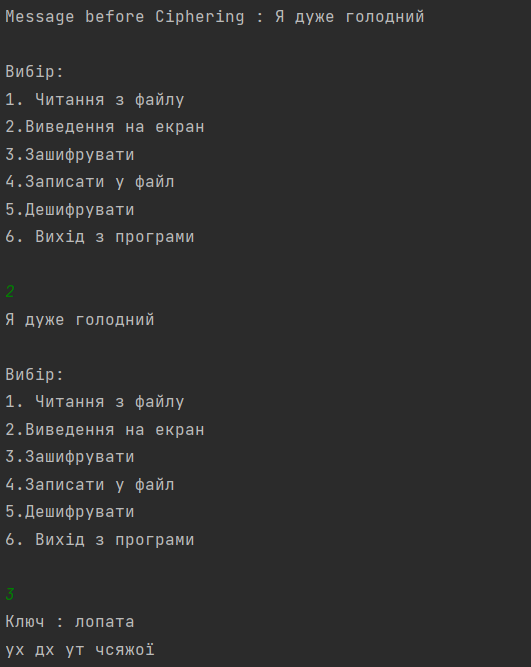 Message before Ciphering : Я дуже голодний
Вибір:
1. Читання з файлу
2.Виведення на екран
3.Зашифрувати
4.Записати у файл
5.Дешифрувати
6. Вихід з програми
2
Я дуже голодний
Вибір:
1. Читання з файлу
2.Виведення на екран
3.Зашифрувати
4.Записати у файл
5.Дешифрувати
6. Вихід з програми
3
Ключ : лопата
ух дх ут чсяжої